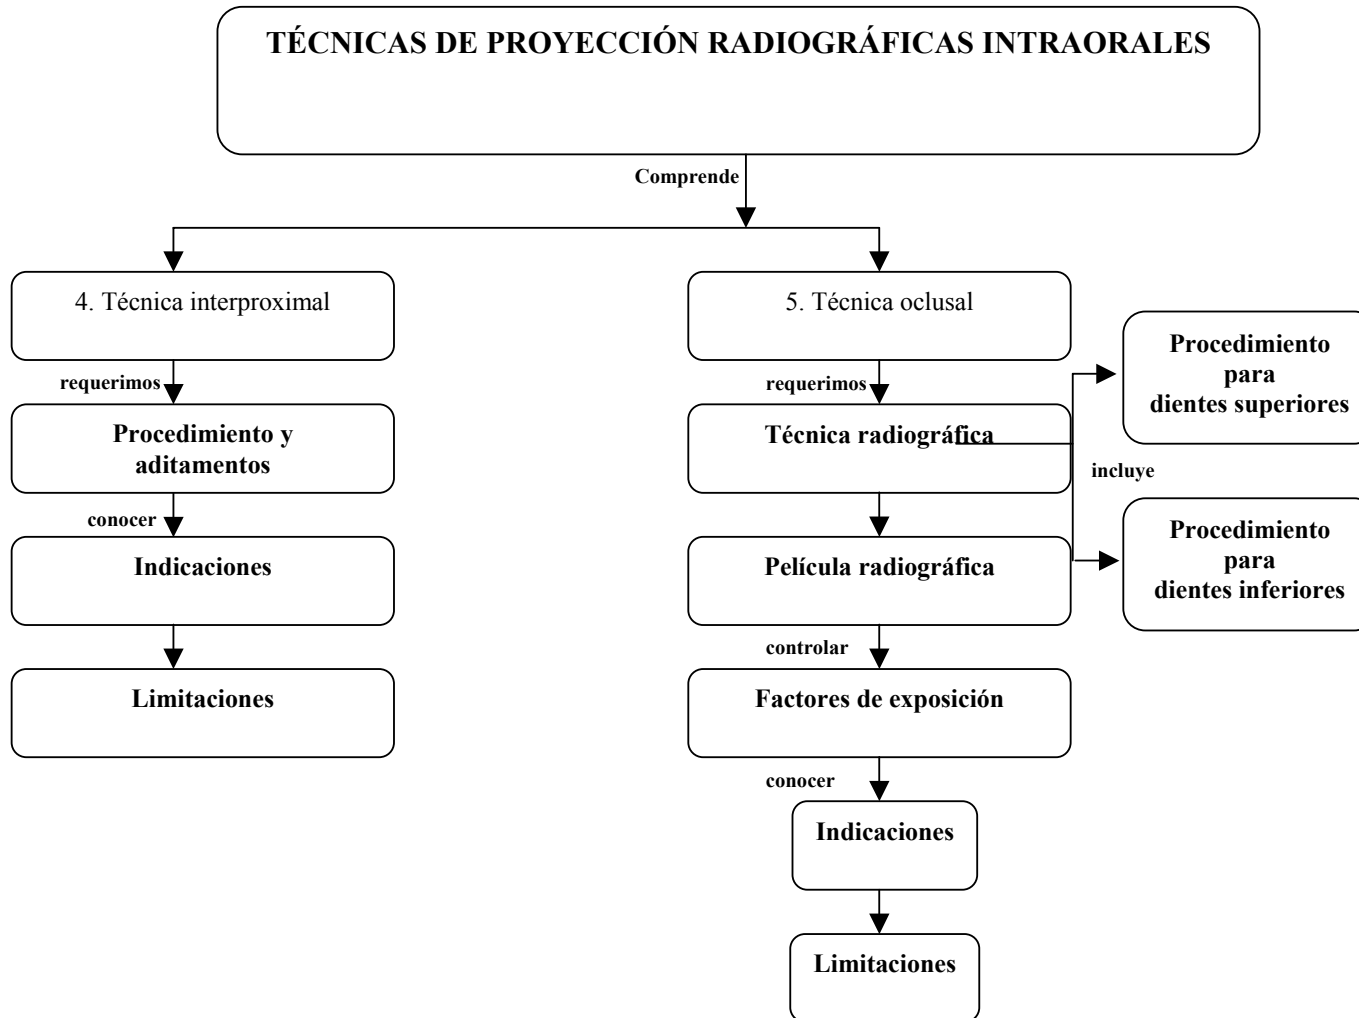 TÉCNICAS DE PROYECCIÓN RADIOGRÁFICAS INTRAORALES
Comprende
4. Técnica interproximal
requerimos
Procedimiento y
aditamentos
conocer
Indicaciones
Limitaciones
5. Técnica oclusal
requerimos
Técnica radiográfica
incluye
Procedimiento
para
dientes superiores
Procedimiento
para
dientes inferiores
Película radiográfica
controlar
Factores de exposición
conocer
Indicaciones
Limitaciones